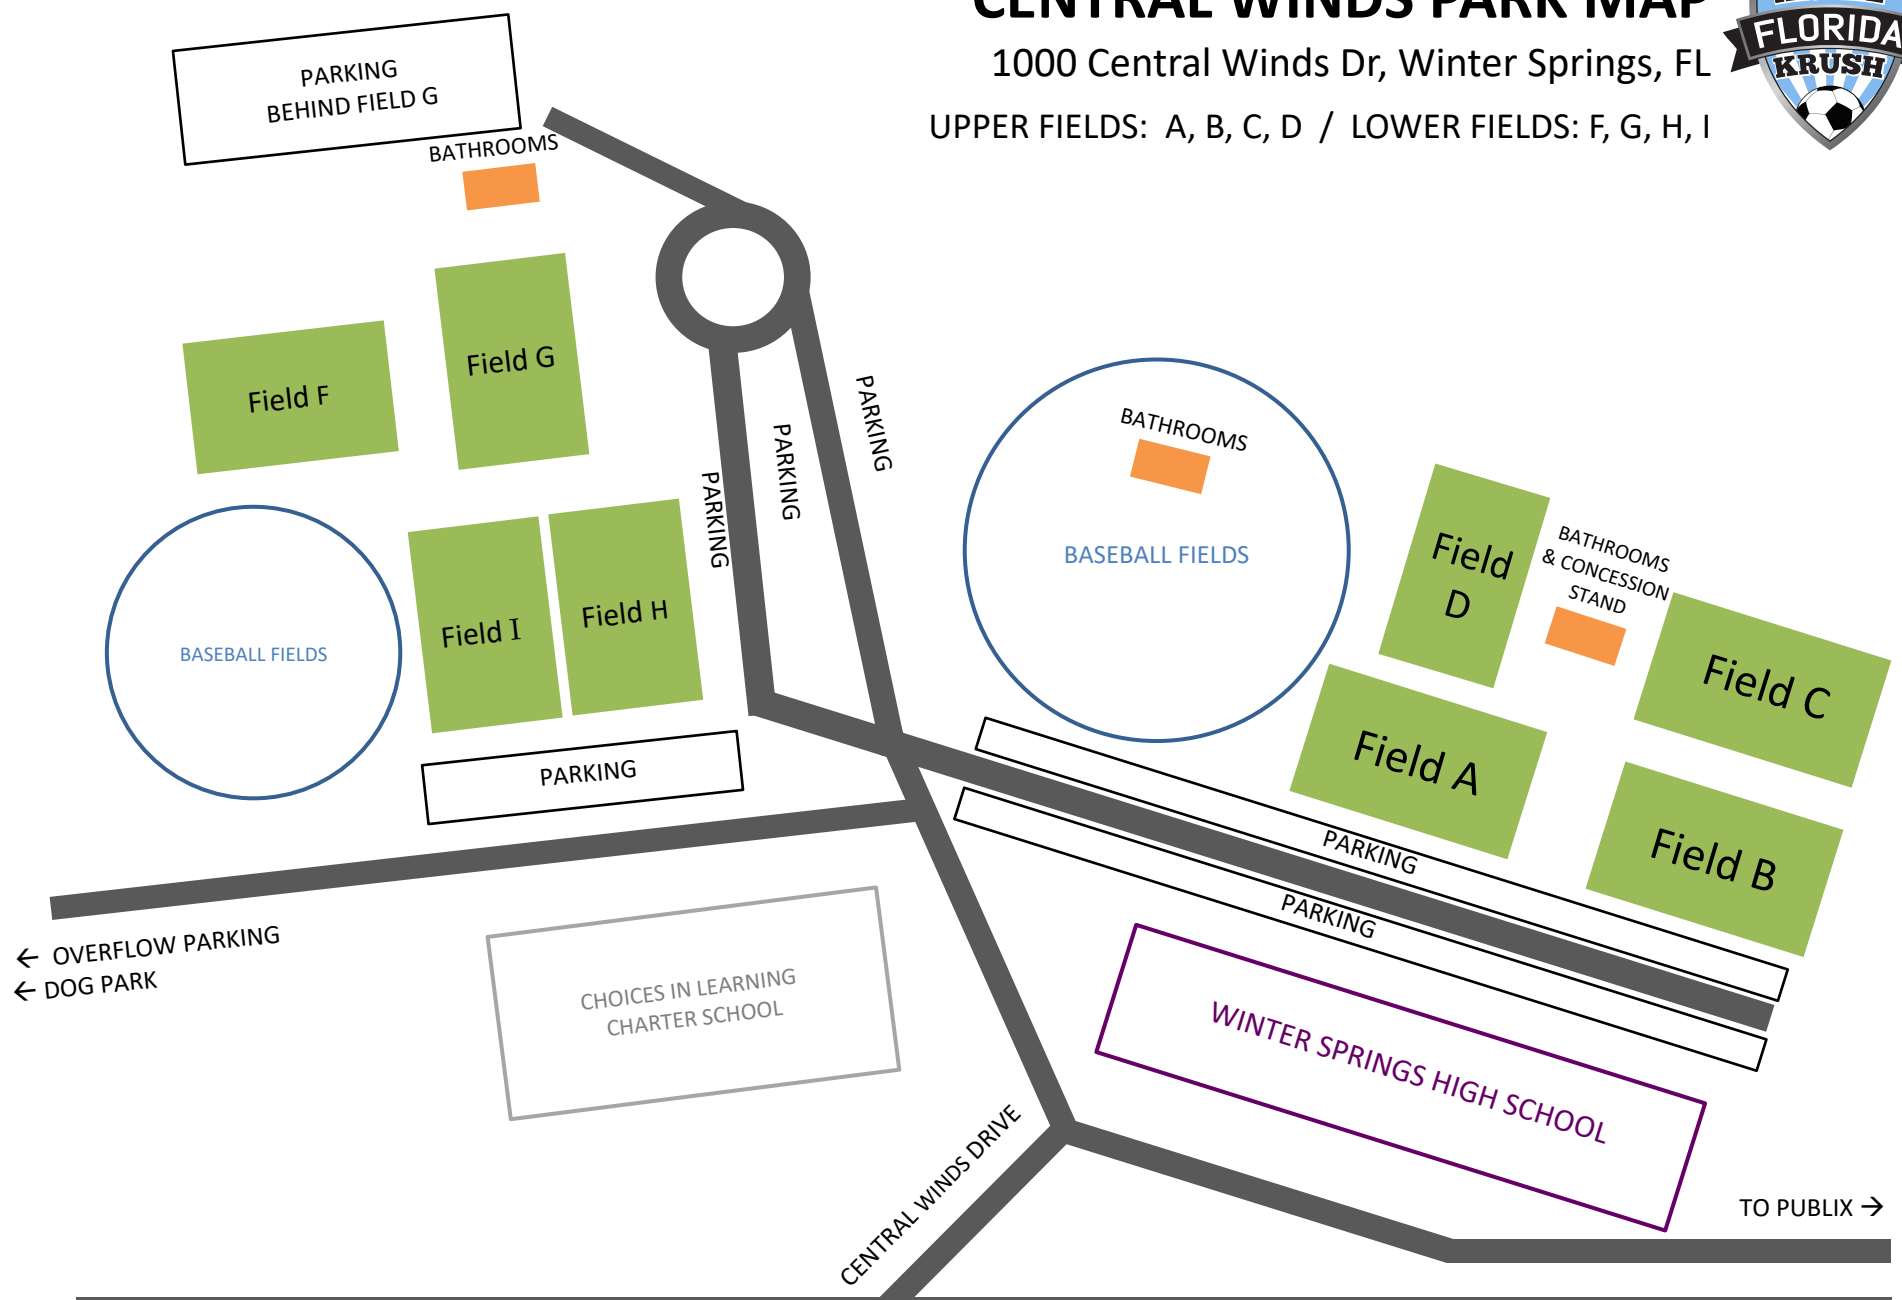 CENTRAL WINDS PARK MAP
1000 Central Winds Dr, Winter Springs, FL
UPPER FIELDS: A, B, C, D / LOWER FIELDS: F, G, H, I
FLORIDA
KRUSH
PARKING
BEHIND FIELD G
BATHROOMS
Field G
Field F
PARKING
PARKING
PARKING
BATHROOMS
BASEBALL FIELDS
Field
D
BATHROOMS
& CONCESSION
STAND
Field C
Field A
Field B
Field I
Field H
BASEBALL FIELDS
PARKING
PARKING
PARKING
← OVERFLOW PARKING
← DOG PARK
CHOICES IN LEARNING
CHARTER SCHOOL
WINTER SPRINGS HIGH SCHOOL
CENTRAL WINDS DRIVE
TO PUBLIX →